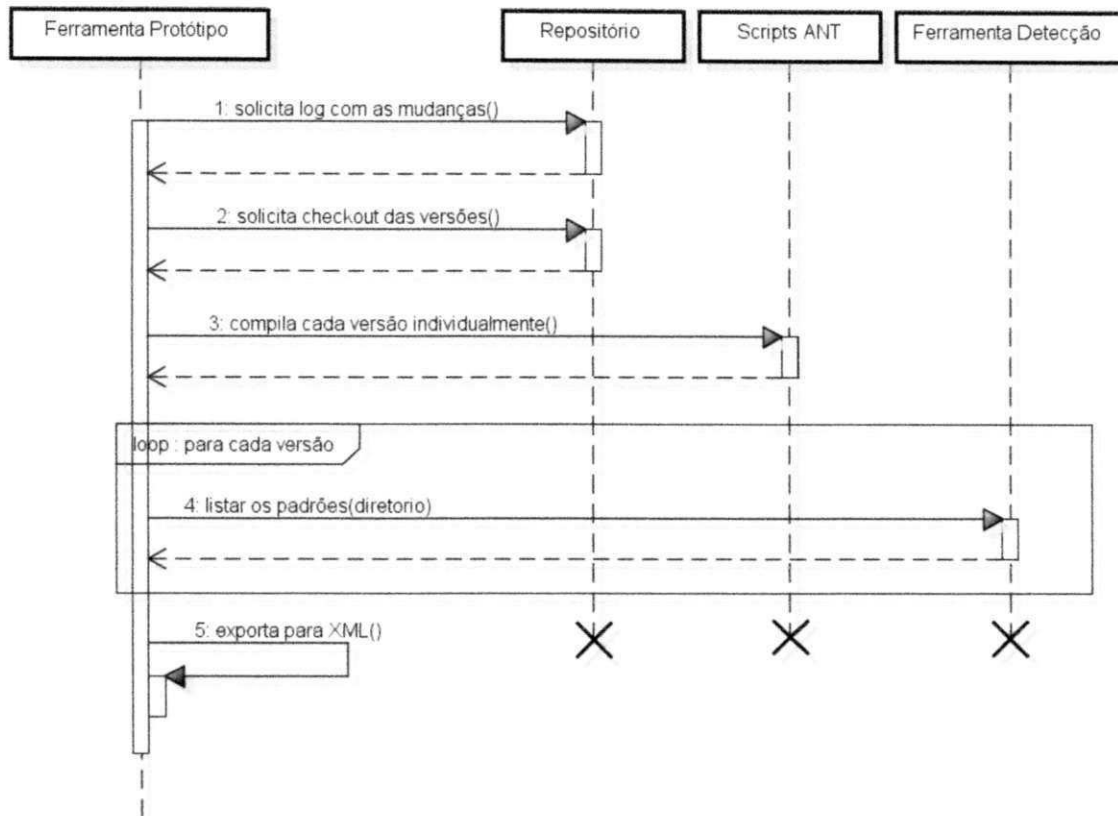 Ferramenta Protótipo
Repositório
Scripts ANT
Ferramenta Detecção
1: solicita log com as mudanças()
2: solicita checkout das versões()
3: compila cada versão individualmente()
loop : para cada versão
4: listar os padrões(diretorio)
5: exporta para XML()